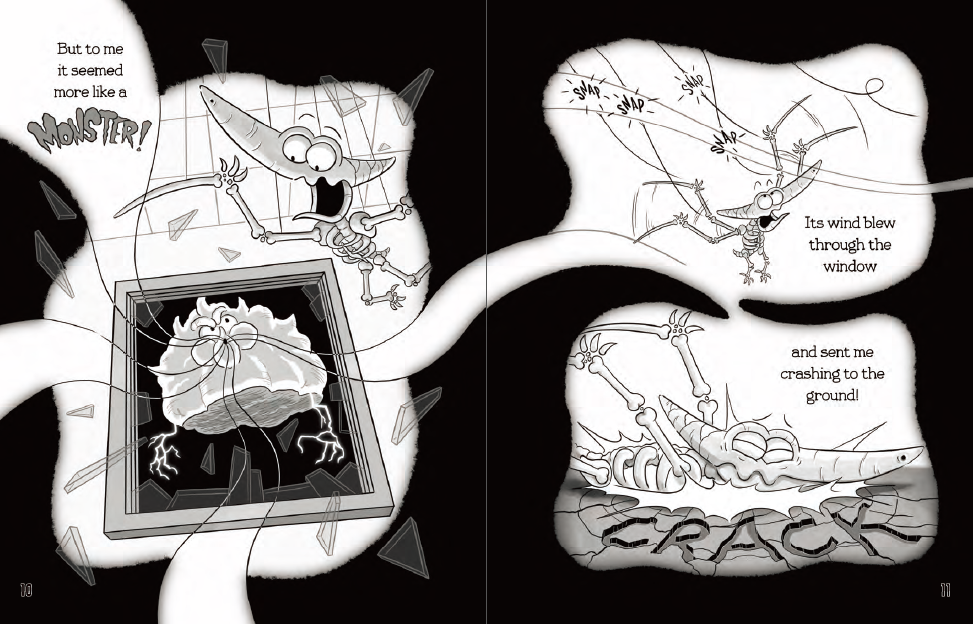 But to me
it seemed
more like a
MONSTER!
10
SNAP
SNAP
SNAP
SNAP
Its wind blew
through the
window
and sent me
crashing to the
ground!
CRACK
11